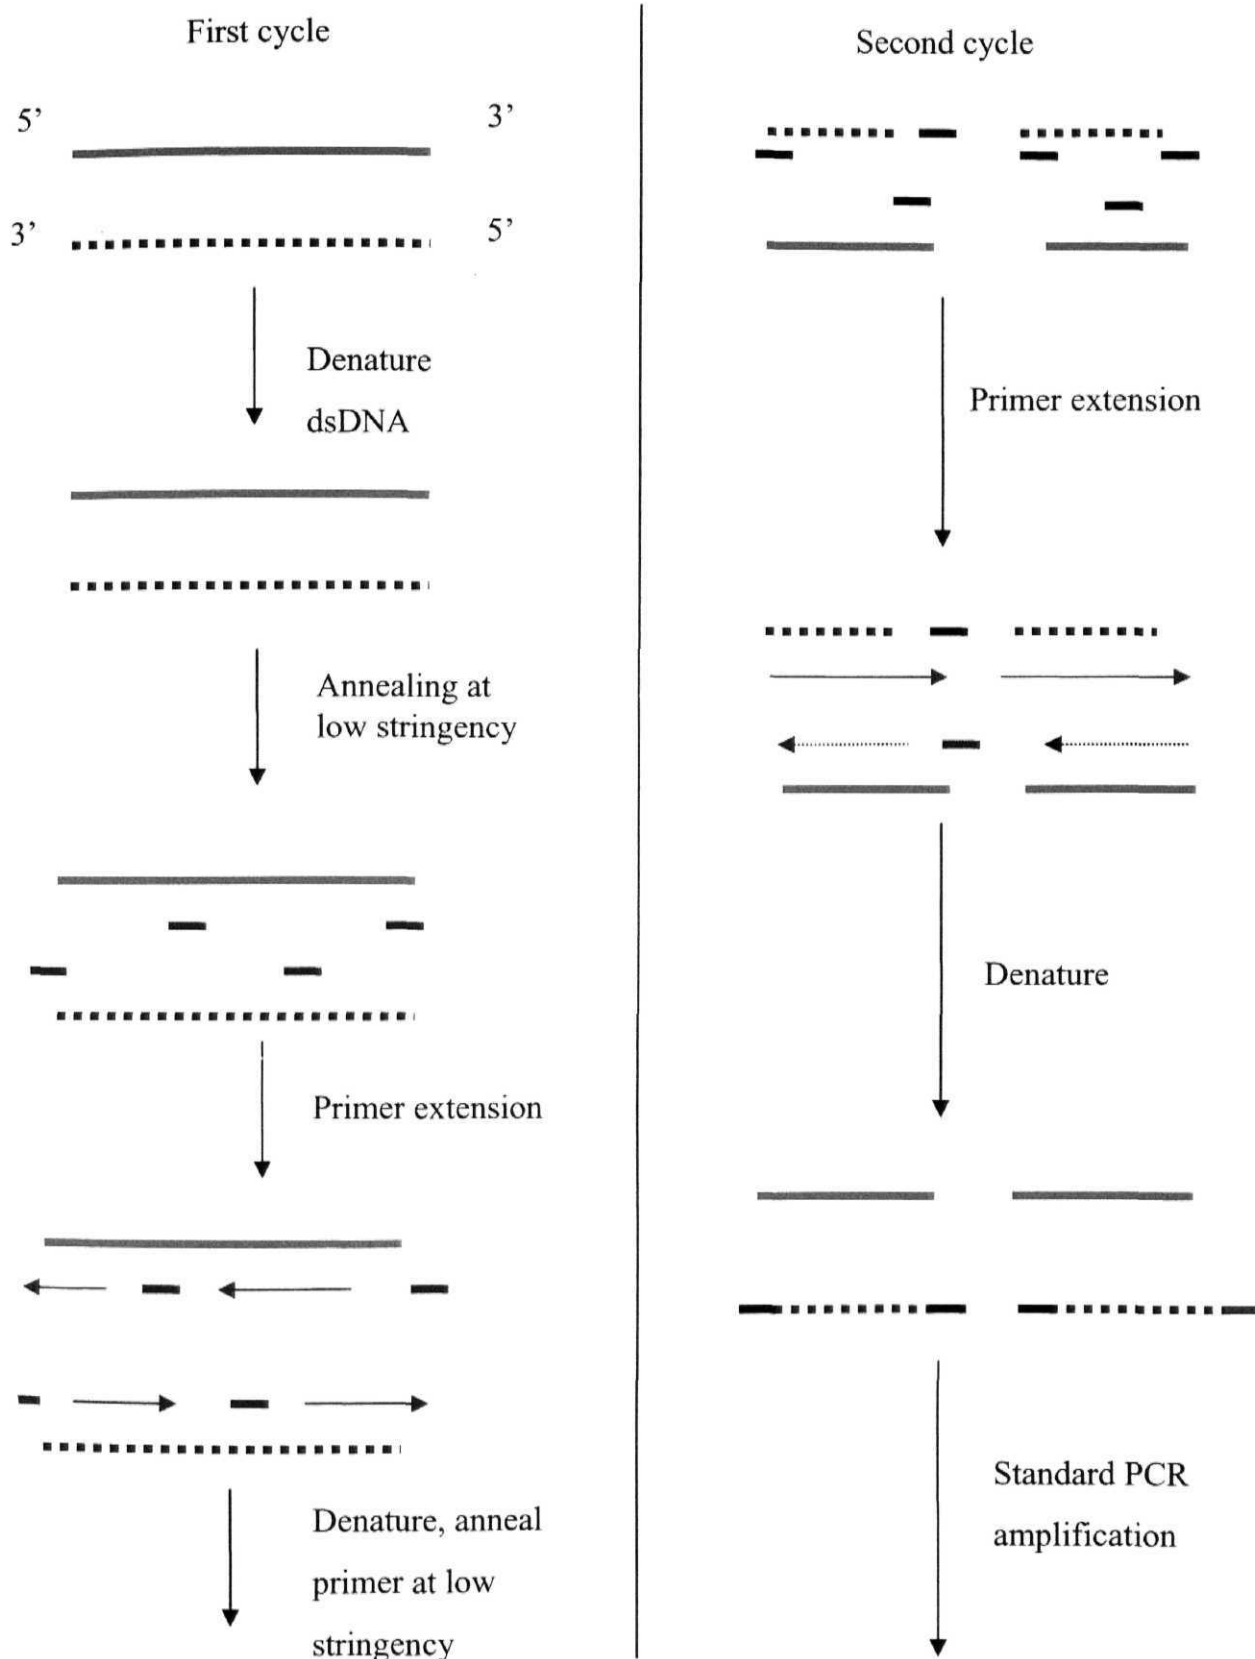 First cycle
5’
3’
3’
5’
Denature
dsDNA
Annealing at
low stringency
Primer extension
Denature, anneal
primer at low
stringency
Second cycle
Primer extension
Denature
Standard PCR
amplification